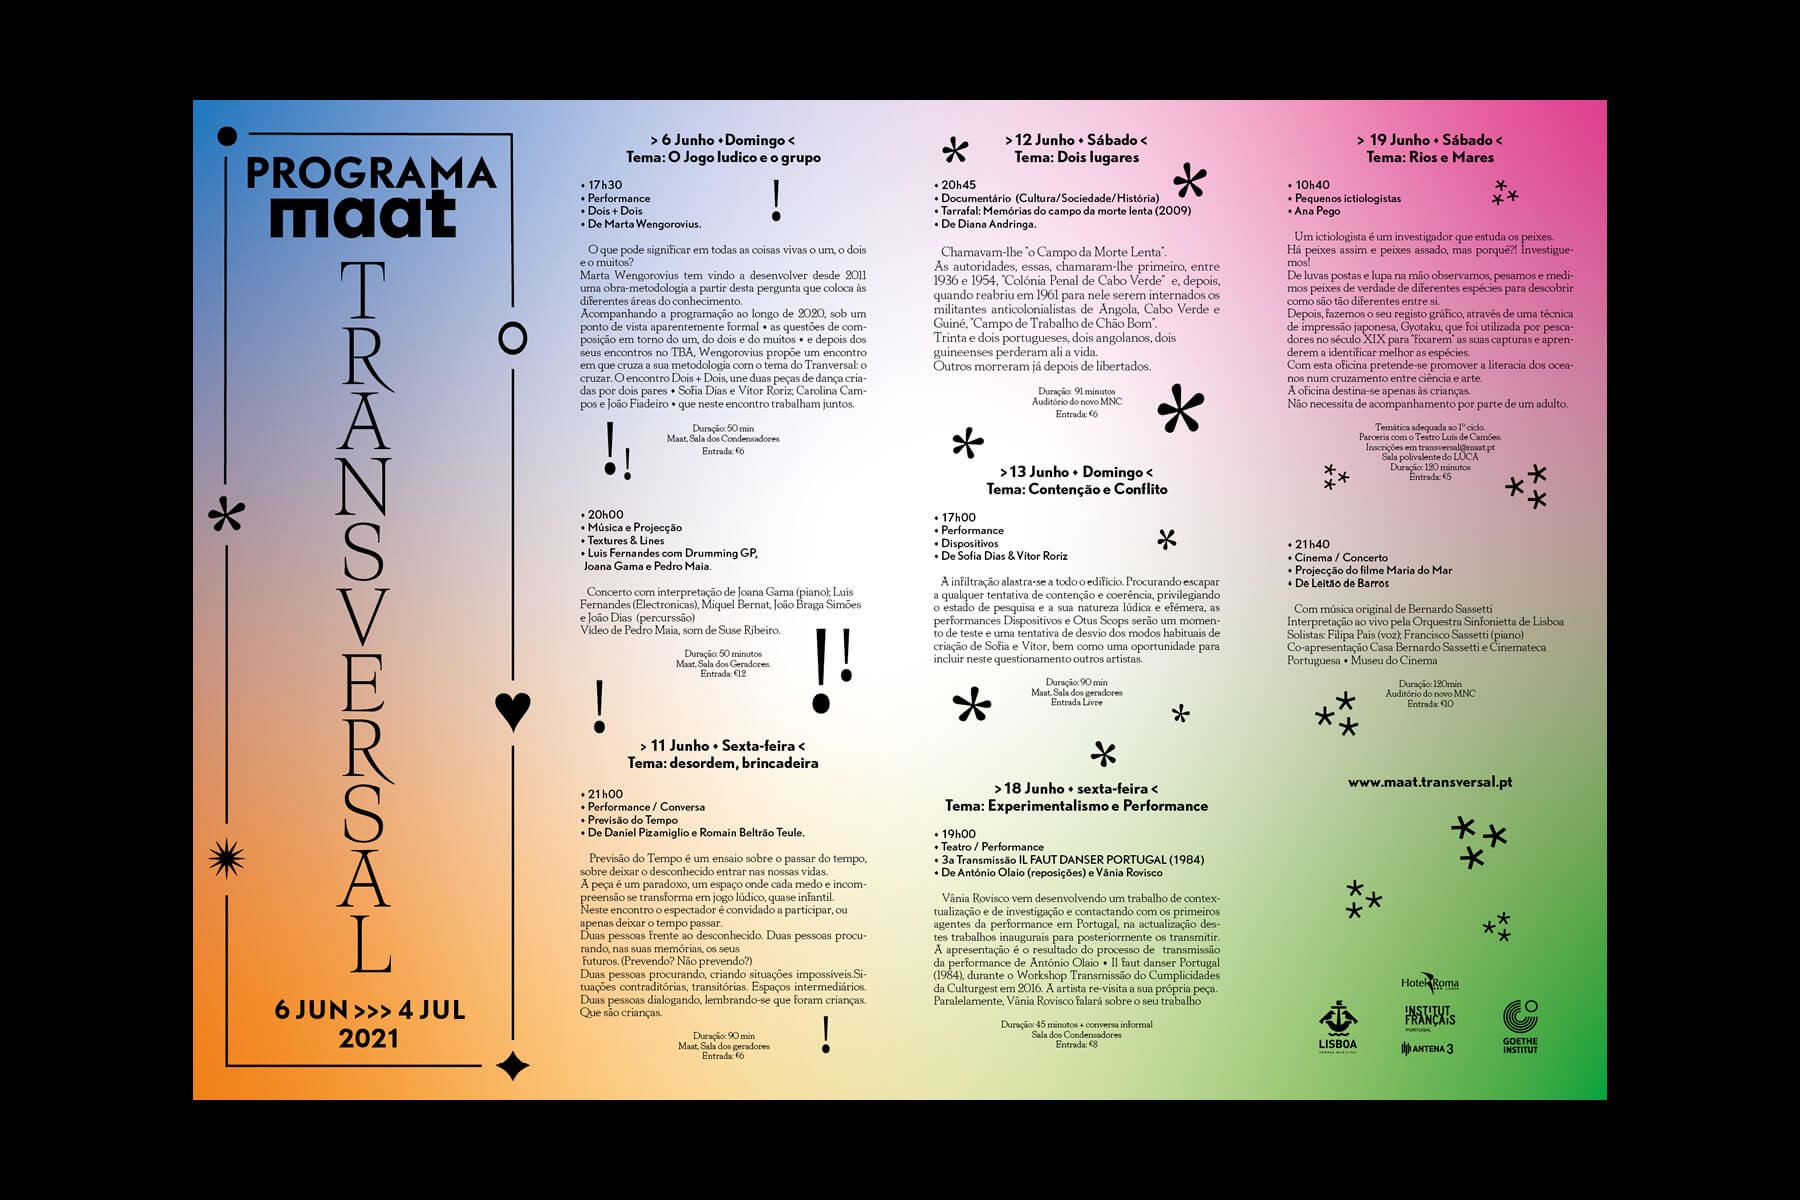 PROGRAMA
maat
TRANSVERSAL
6 JUN >>> 4 JUL
2021
> 6 Junho • Domingo <
Tema: O Jogo ludico e o grupo
• 17h30
• Performance
• Dois + Dois
• De Marta Wengorovius.
O que pode significar em todas as coisas vivas o um, o dois
e o muitos?
Marta Wengorovius tem vindo a desenvolver desde 2011
uma obra-metodologia a partir desta pergunta que coloca às
diferentes áreas do conhecimento.
Acompanhando a programação ao longo de 2020, sob um
ponto de vista aparentemente formal • as questões de com-
posição em torno do um, do dois e do muitos • e depois dos
seus encontros no TBA, Wengorovius propõe um encontro
em que cruza a sua metodologia com o tema do Tranversal: o
cruzar. O encontro Dois + Dois, une duas peças de dança cria-
das por dois pares • Sofia Dias e Vítor Roriz; Carolina Cam-
pos e João Fiadeiro • que neste encontro trabalham juntos.
Duração: 50 min
Maat, Sala dos Condensadores
Entrada: €6
• 20h00
• Música e Projecção
• Textures & Lines
• Luis Fernandes com Drumming GP,
Joana Gama e Pedro Maia.
Concerto com interpretação de Joana Gama (piano); Luís
Fernandes (Electronicas), Miquel Bernat, João Braga Simões
e João Dias (percurssão)
Vídeo de Pedro Maia, som de Suse Ribeiro.
Duração: 50 minutos
Maat, Sala dos Geradores.
Entrada: €12
> 11 Junho • Sexta-feira <
Tema: desordem, brincadeira
• 21h00
• Performance / Conversa
• Previsão do Tempo
• De Daniel Pizamiglio e Romain Beltrão Teule.
Previsão do Tempo é um ensaio sobre o passar do tempo,
sobre deixar o desconhecido entrar nas nossas vidas.
A peça é um paradoxo, um espaço onde cada medo e incom-
preensão se transforma em jogo lúdico, quase infantil.
Neste encontro o espectador é convidado a participar, ou
apenas deixar o tempo passar.
Duas pessoas frente ao desconhecido. Duas pessoas procu-
rando, nas suas memórias, os seus
futuros. (Prevendo? Não prevendo?)
Duas pessoas procurando, criando situações impossíveis.Si-
tuações contraditórias, transitórias. Espaços intermediários.
Duas pessoas dialogando, lembrando-se que foram crianças.
Que são crianças.
Duração: 90 min
Maat, Sala dos geradores
Entrada: €6
> 12 Junho • Sábado <
Tema: Dois lugares
• 20h45
• Documentário (Cultura/Sociedade/História)
• Tarrafal: Memórias do campo da morte lenta (2009)
• De Diana Andringa.
Chamavam-lhe "o Campo da Morte Lenta".
As autoridades, essas, chamaram-lhe primeiro, entre
1936 e 1954, "Colónia Penal de Cabo Verde" e, depois,
quando reabriu em 1961 para nele serem internados os
militantes anticolonialistas de Angola, Cabo Verde e
Guiné, "Campo de Trabalho de Chão Bom".
Trinta e dois portugueses, dois angolanos, dois
guineenses perderam ali a vida.
Outros morreram já depois de libertados.
Duração: 91 minutos
Auditório do novo MNC
Entrada: €6
> 13 Junho • Domingo <
Tema: Contenção e Conflito
• 17h00
• Performance
• Dispositivos
• De Sofia Dias & Vítor Roriz
A infiltração alastra-se a todo o edifício. Procurando escapar
a qualquer tentativa de contenção e coerência, privilegiando
o estado de pesquisa e a sua natureza lúdica e efémera, as
performances Dispositivos e Otus Scops serão um momen-
to de teste e uma tentativa de desvio dos modos habituais de
criação de Sofia e Vítor, bem como uma oportunidade para
incluir neste questionamento outros artistas.
Duração: 90 min
Maat, Sala dos geradores
Entrada Livre
> 18 Junho • sexta-feira <
Tema: Experimentalismo e Performance
• 19h00
• Teatro / Performance
• 3a Transmissão IL FAUT DANSER PORTUGAL (1984)
• De António Olaio (reposições) e Vânia Rovisco
Vânia Rovisco vem desenvolvendo um trabalho de contex-
tualização e de investigação e contactando com os primeiros
agentes da performance em Portugal, na actualização des-
tes trabalhos inaugurais para posteriormente os transmitir.
A apresentação é o resultado do processo de transmissão
da performance de António Olaio • Il faut danser Portugal
(1984), durante o Workshop Transmissão do Cumplicidades
da Culturgest em 2016. A artista re-visita a sua própria peça.
Paralelamente, Vânia Rovisco falará sobre o seu trabalho
Duração: 45 minutos + conversa informal
Sala dos Condensadores
Entrada: €8
> 19 Junho • Sábado <
Tema: Rios e Mares
• 10h40
• Pequenos ictiologistas
• Ana Pego
Um ictiologista é um investigador que estuda os peixes.
Há peixes assim e peixes assado, mas porquê?! Investigue-
mos!
De luvas postas e lupa na mão observamos, pesamos e medi-
mos peixes de verdade de diferentes espécies para descobrir
como são tão diferentes entre si.
Depois, fazemos o seu registo gráfico, através de uma técnica
de impressão japonesa, Gyotaku, que foi utilizada por pesca-
dores no século XIX para "fixarem" as suas capturas e apren-
derem a identificar melhor as espécies.
Com esta oficina pretende-se promover a literacia dos ocea-
nos num cruzamento entre ciência e arte.
A oficina destina-se apenas às crianças.
Não necessita de acompanhamento por parte de um adulto.
Temática adequada ao 1º ciclo.
Parceria com o Teatro Luís de Camões.
Inscrições em transversal@maat.pt
Sala polivalente do LUCA
Duração: 120 minutos
Entrada: €5
• 21h40
• Cinema / Concerto
• Projecção do filme Maria do Mar
• De Leitão de Barros
Com música original de Bernardo Sassetti
Interpretação ao vivo pela Orquestra Sinfonietta de Lisboa
Solistas: Filipa Pais (voz); Francisco Sassetti (piano)
Co-apresentação Casa Bernardo Sassetti e Cinemateca
Portuguesa • Museu do Cinema
Duração: 120min
Auditório do novo MNC
Entrada: €10
www.maat.transversal.pt
Hotel Roma
LISBOA
CÂMARA MUNICIPAL
INSTITUT
FRANÇAIS
PORTUGAL
ANTENA 3
GOETHE
INSTITUT